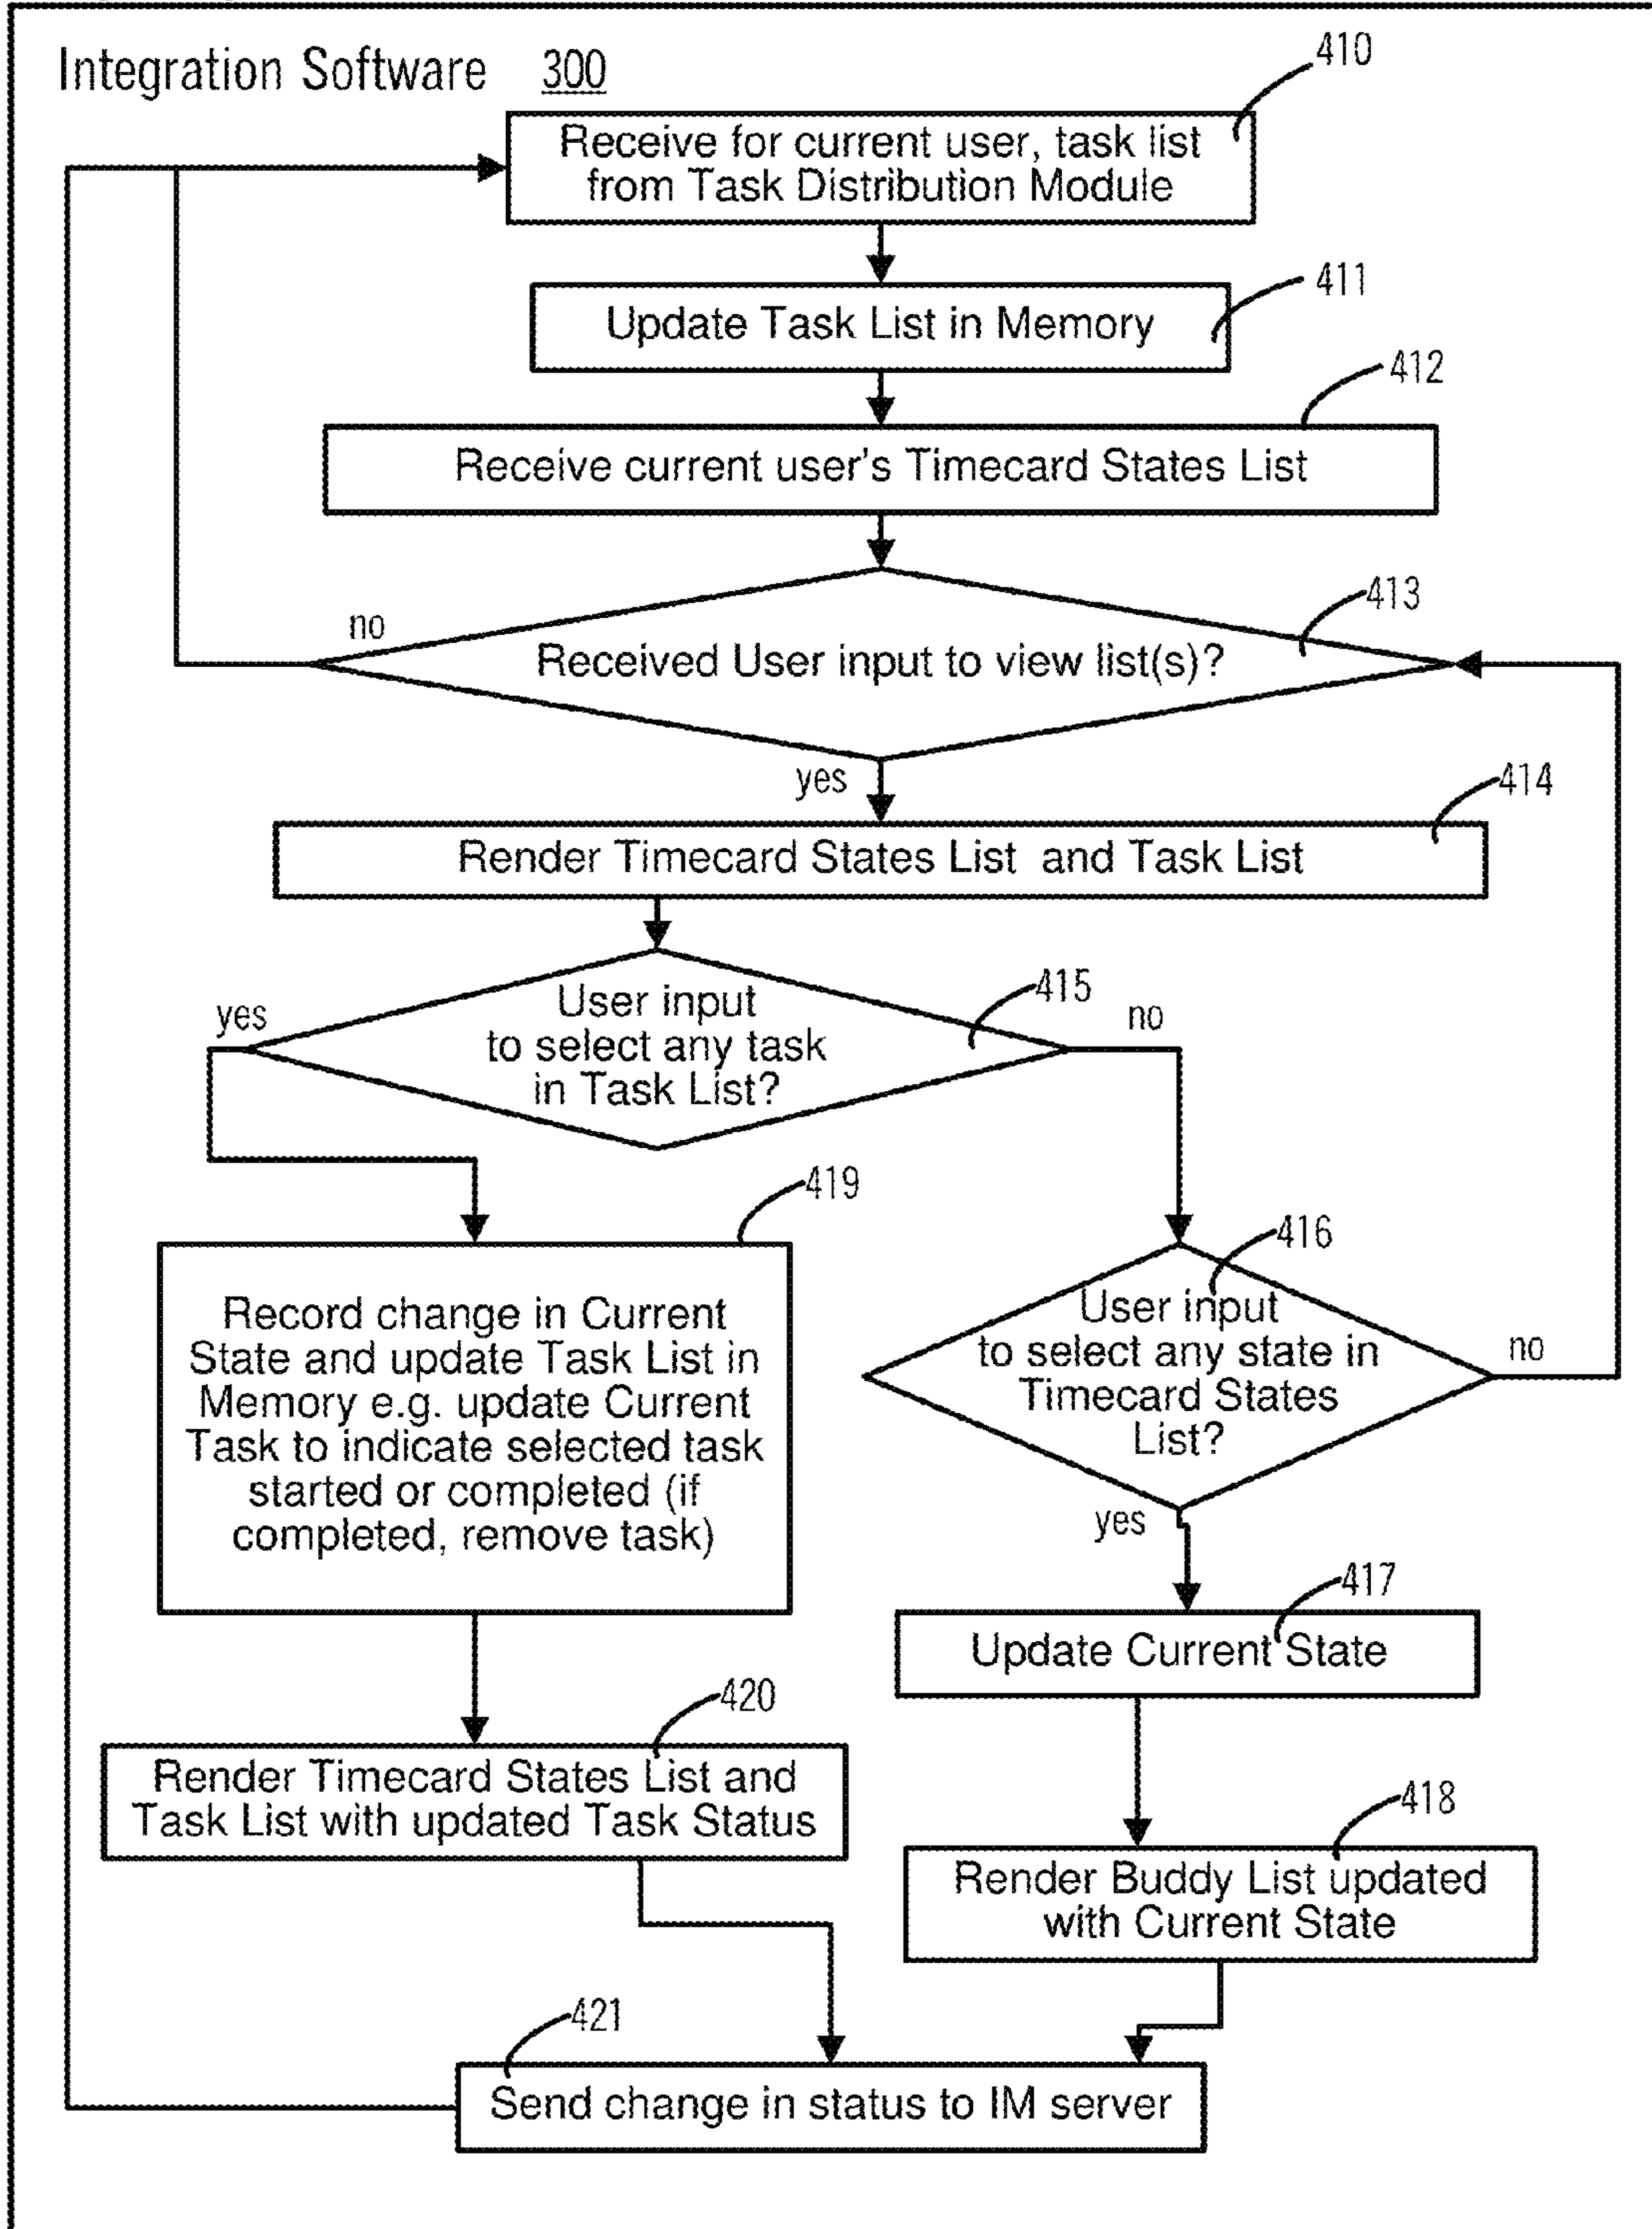 Integration Software 300
410
Receive for current user, task list
from Task Distribution Module
411
Update Task List in Memory
412
Receive current user's Timecard States List
413
no
Received User input to view list(s)?
yes
414
Render Timecard States List and Task List
415
yes
no
User input
to select any task
in Task List?
419
416
Record change in Current
State and update Task List in
Memory e.g. update Current
Task to indicate selected task
started or completed (if
completed, remove task)
User input
to select any state in
Timecard States
List?
no
yes
417
Update Current State
420
Render Timecard States List and
Task List with updated Task Status
418
Render Buddy List updated
with Current State
421
Send change in status to IM server